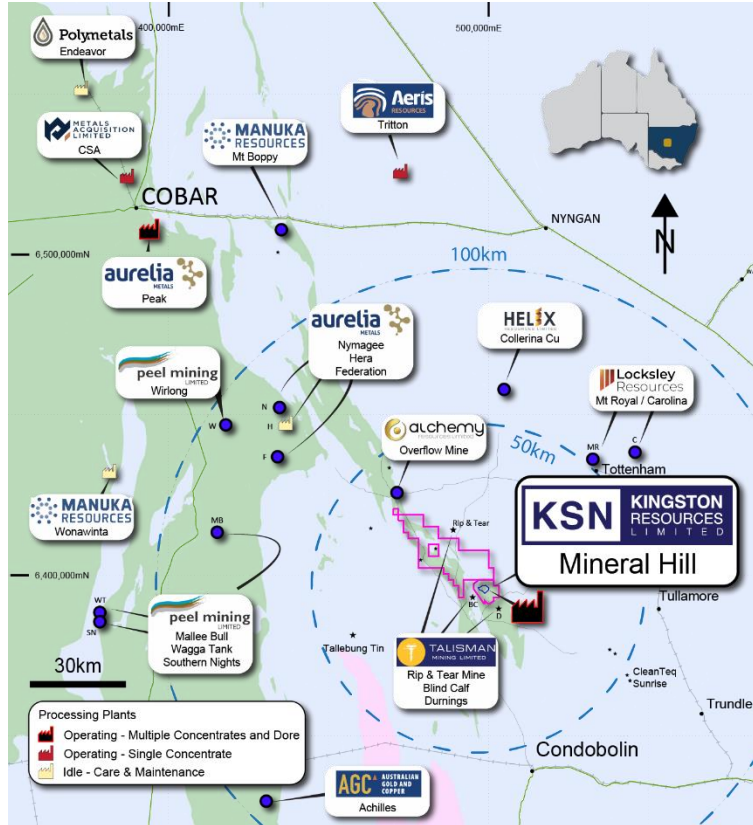 400,000mE
500,000mE
Polymetals
Endeavor
METALS
ACQUISITION
LIMITED
CSA
MANUKA
RESOURCES
Mt Boppy
Aeris
RESOURCES
Tritton
COBAR
NYNGAN
N
6,500,000mN
100km
aurelia
METALS
Peak
aurelia
METALS
Nymagee
Hera
Federation
HELIX
Collerina Cu
peel mining
LIMITED
Wirlong
Locksley
Resources
Mt Royal / Carolina
alchemy
resources limited
Overflow Mine
50km
N
H
W
F
MR
C
Tottenham
MANUKA
RESOURCES
Wonawinta
KSN
KINGSTON
RESOURCES
LIMITED
Mineral Hill
Rip & Tear
MB
6,400,000mN
BC
D
Tullamore
WT
SN
peel mining
LIMITED
Mallee Bull
Wagga Tank
Southern Nights
Tallebung Tin
TALISMAN
MINING LIMITED
Rip & Tear Mine
Blind Calf
Durnings
CleanTeq
Sunrise
Trundle
30km
Processing Plants
Operating - Multiple Concentrates and Dore
Operating - Single Concentrate
Idle - Care & Maintenance
Condobolin
AGC
AUSTRALIAN
GOLD AND
COPPER
Achilles